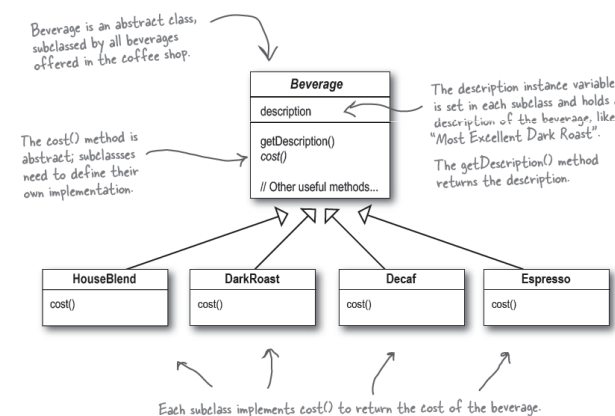 Beverage is an abstract class,
subclassed by all beverages
offered in the coffee shop.
Beverage
description
getDescription()
cost()
// Other useful methods...
The description instance variable
is set in each subclass and holds
description of the beverage, like
"Most Excellent Dark Roast".
The getDescription() method
returns the description.
The cost() method is
abstract; subclassses
need to define their
own implementation.
HouseBlend
cost()
DarkRoast
cost()
Decaf
cost()
Espresso
cost()
Each subclass implements cost() to return the cost of the beverage.